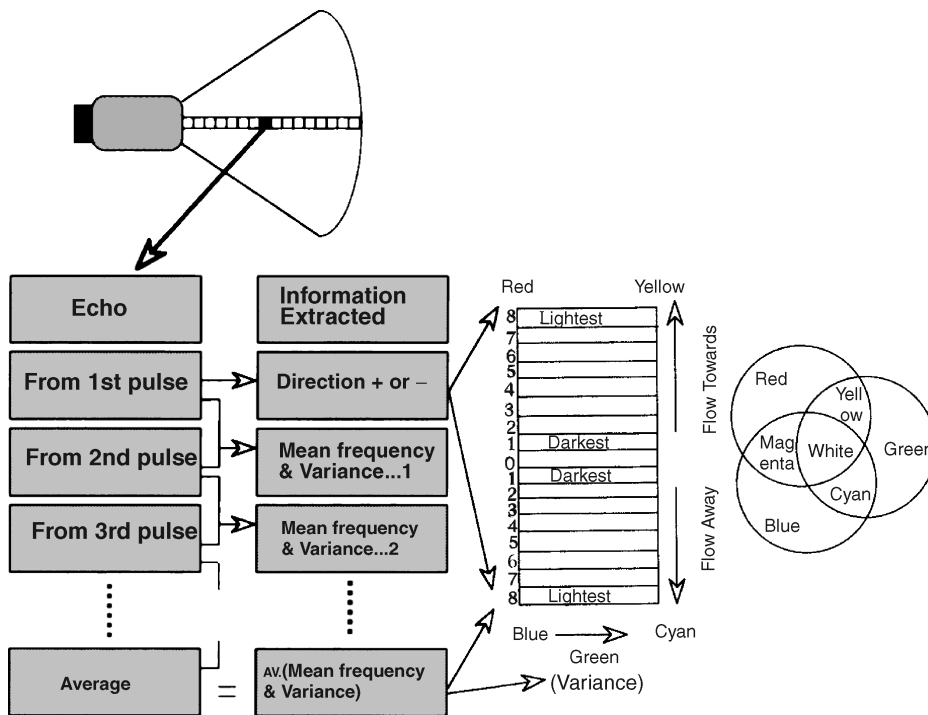 Echo
Information
Extracted
From 1st pulse
Direction + or –
From 2nd pulse
Mean frequency
& Variance...1
From 3rd pulse
Mean frequency
& Variance...2
Average
=
AV.(Mean frequency
& Variance)
Red
Yellow
8
Lightest
7
6
5
4
3
2
1
Darkest
0
1
Darkest
2
3
4
5
6
7
8
Lightest
Flow Towards
Flow Away
Blue
Cyan
Green
(Variance)
Red
Yell
ow
Mag
enta
White
Green
Cyan
Blue